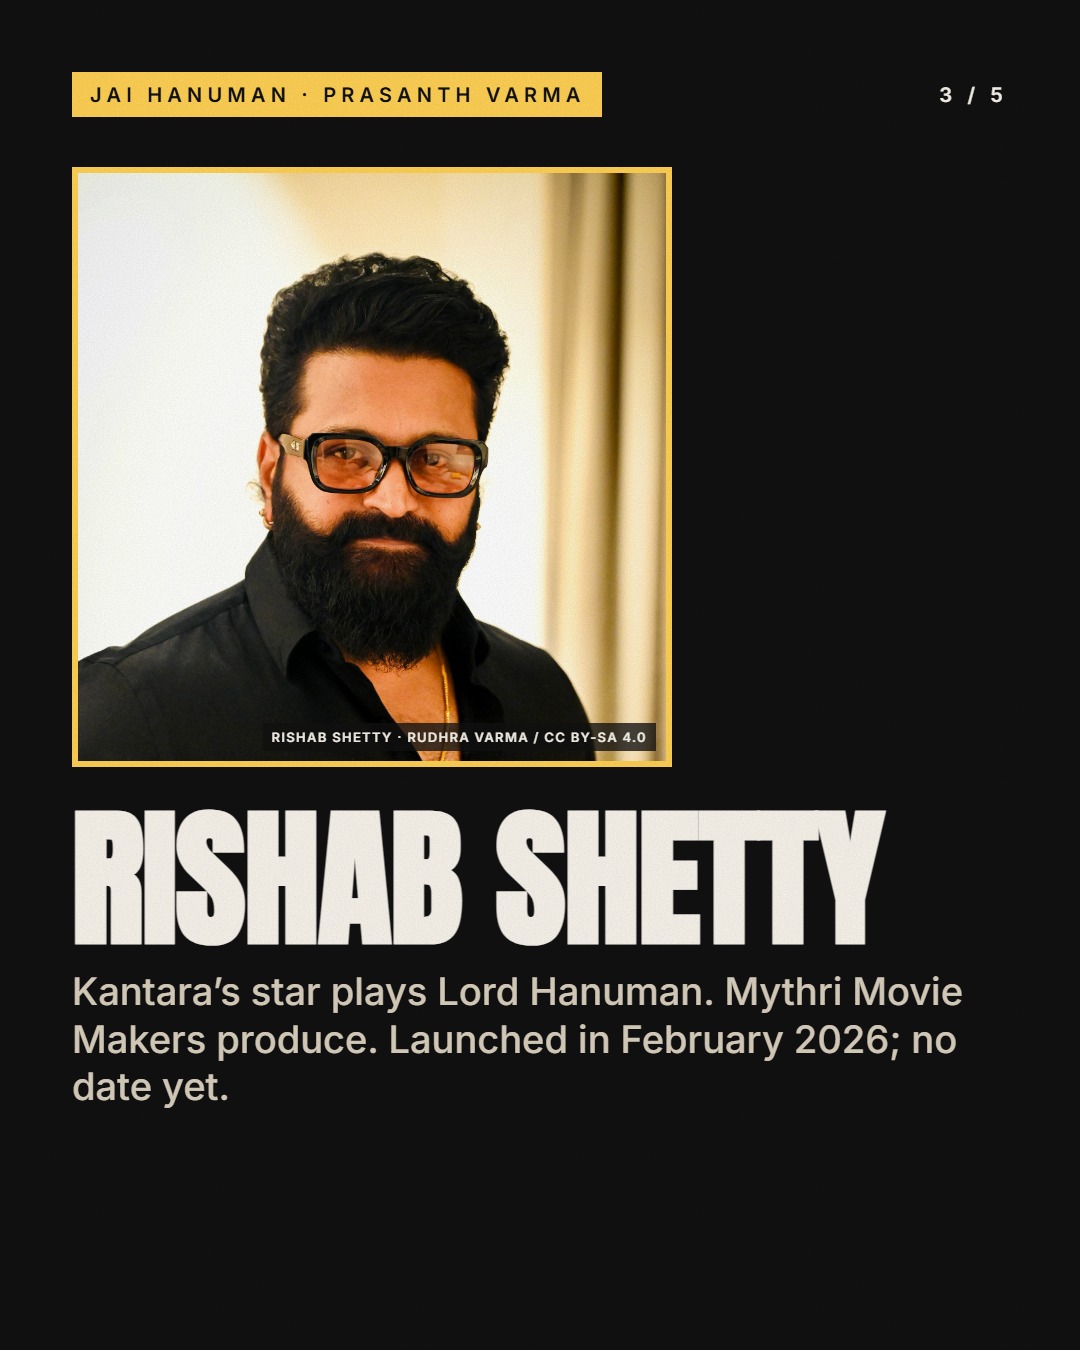 JAI HANUMAN · PRASANTH VARMA
3 / 5
RISHAB SHETTY · RUDHRA VARMA / CC BY-SA 4.0
RISHAB SHETTY
Kantara’s star plays Lord Hanuman. Mythri Movie
Makers produce. Launched in February 2026; no
date yet.